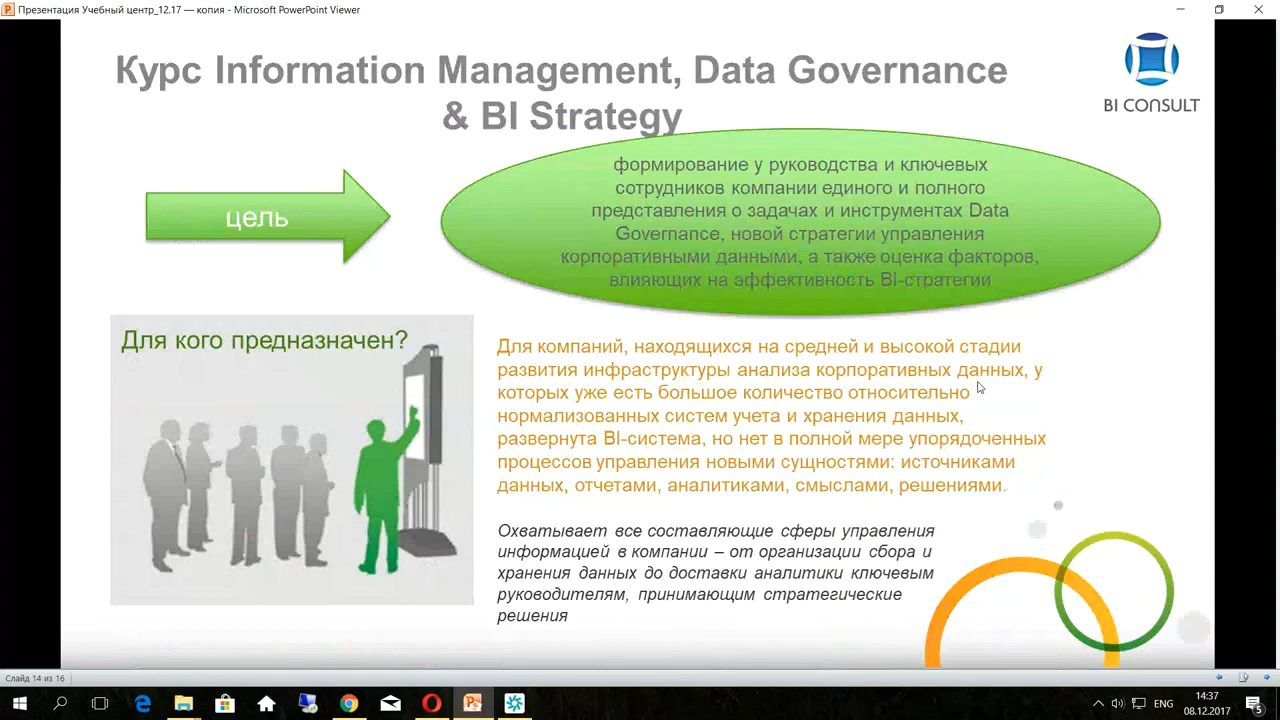 Презентация Учебный центр_12.17 — копия - Microsoft PowerPoint Viewer
Курс Information Management, Data Governance
& BI Strategy
BI CONSULT
цель
формирование у руководства и ключевых
сотрудников компании единого и полного
представления о задачах и инструментах Data
Governance, новой стратегии управления
корпоративными данными, а также оценка факторов,
влияющих на эффективность BI-стратегии
Для кого предназначен?
Для компаний, находящихся на средней и высокой стадии
развития инфраструктуры анализа корпоративных данных, у
которых уже есть большое количество относительно
нормализованных систем учета и хранения данных,
развернута BI-система, но нет в полной мере упорядоченных
процессов управления новыми сущностями: источниками
данных, отчетами, аналитиками, смыслами, решениями.
Охватывает все составляющие сферы управления
информацией в компании – от организации сбора и
хранения данных до доставки аналитики ключевым
руководителям, принимающим стратегические
решения
Слайд 14 из 16
ENG
14:37
08.12.2017
5